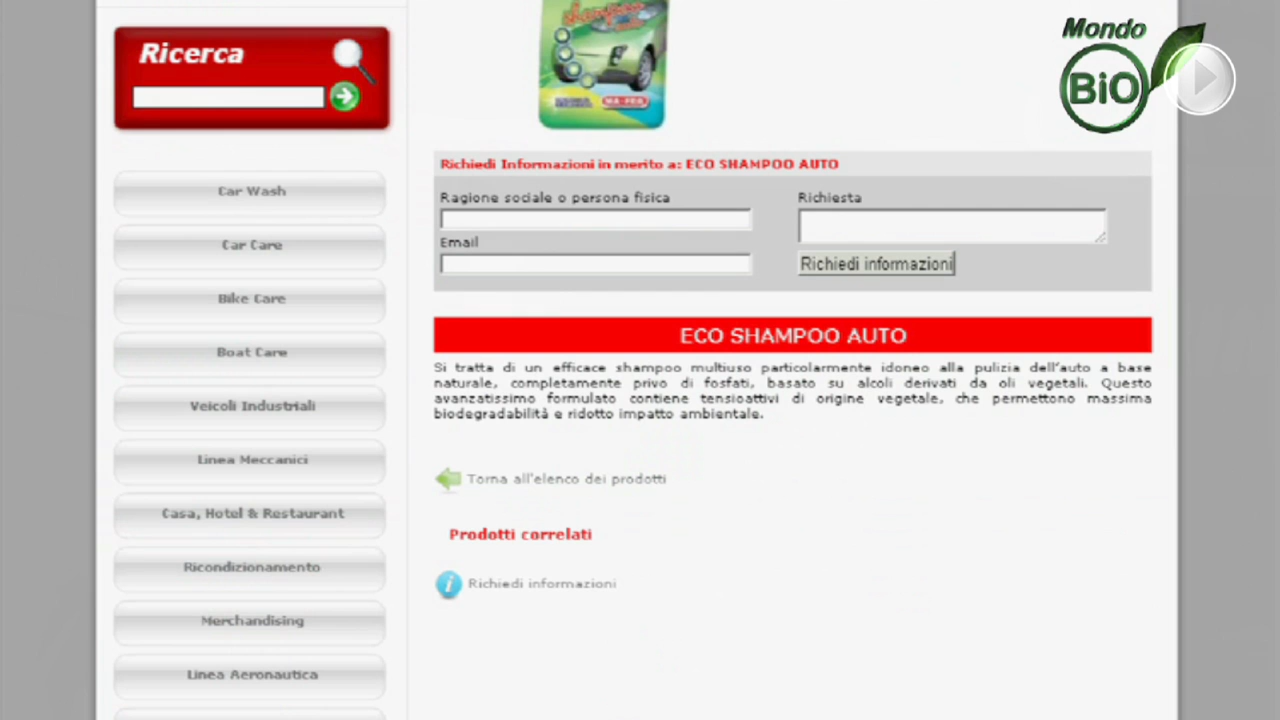 shampoo
MA-FRA
Mondo
BiO
Ricerca
Car Wash
Car Care
Bike Care
Boat Care
Veicoli Industriali
Linea Meccanici
Casa, Hotel & Restaurant
Ricondizionamento
Merchandising
Linea Aeronautica
Richiedi Informazioni in merito a: ECO SHAMPOO AUTO
Ragione sociale o persona fisica
Richiesta
Email
Richiedi informazioni
ECO SHAMPOO AUTO
Si tratta di un efficace shampoo multiuso particolarmente idoneo alla pulizia dell'auto a base
naturale, completamente privo di fosfati, basato su alcoli derivati da oli vegetali. Questo
avanzatissimo formulato contiene tensioattivi di origine vegetale, che permettono massima
biodegradabilità e ridotto impatto ambientale.
Torna all'elenco dei prodotti
Prodotti correlati
Richiedi informazioni